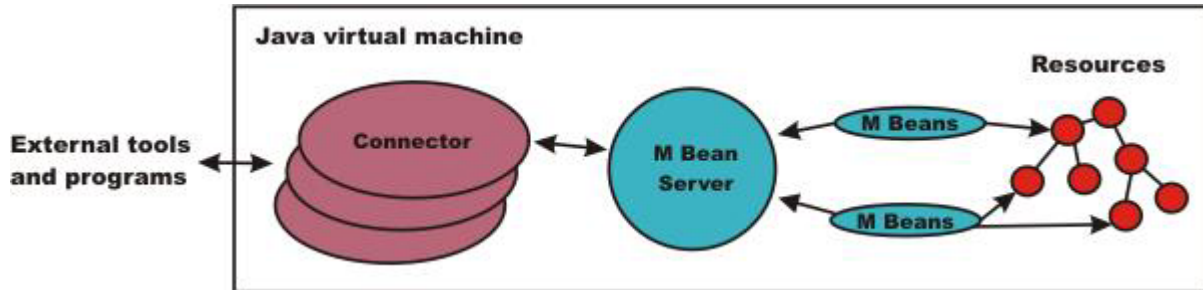 Java virtual machine
Resources
External tools
and programs
Connector
M Bean
Server
M Beans
M Beans